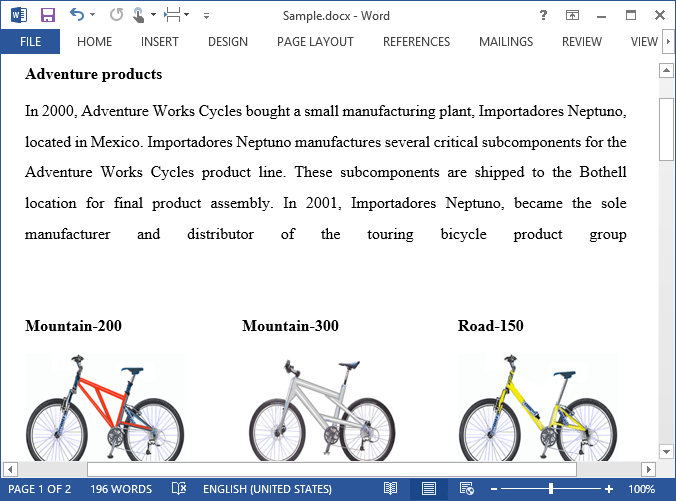 Sample.docx - Word
FILE HOME INSERT DESIGN PAGE LAYOUT REFERENCES MAILINGS REVIEW VIEW
Adventure products
In 2000, Adventure Works Cycles bought a small manufacturing plant, Importadores Neptuno,
located in Mexico. Importadores Neptuno manufactures several critical subcomponents for the
Adventure Works Cycles product line. These subcomponents are shipped to the Bothell
location for final product assembly. In 2001, Importadores Neptuno, became the sole
manufacturer and distributor of the touring bicycle product group
Mountain-200 Mountain-300 Road-150
PAGE 1 OF 2 196 WORDS ENGLISH (UNITED STATES) 100%